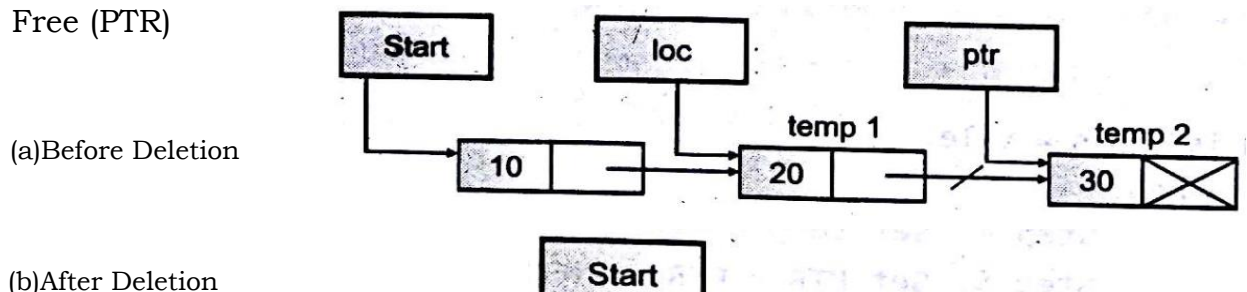 Free (PTR)
Start
loc
ptr
temp 1
temp 2
(a)Before Deletion
10
20
30
(b)After Deletion
Start